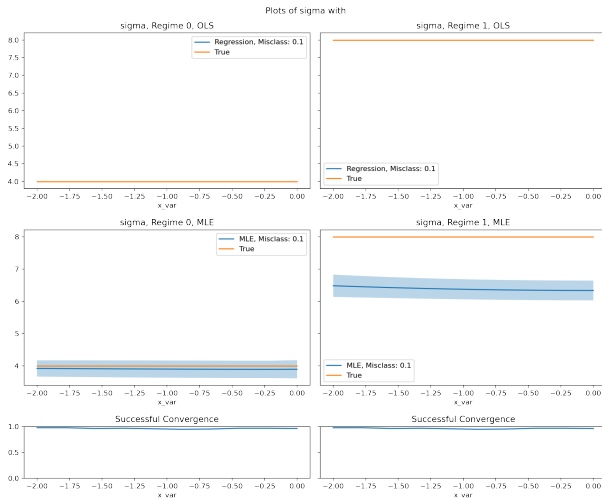 Plots of sigma with
sigma, Regime 0, OLS
sigma, Regime 1, OLS
8.0
7.5
7.0
6.5
6.0
5.5
5.0
4.5
4.0
Regression, Misclass: 0.1
True
Regression, Misclass: 0.1
True
−2.00 −1.75 −1.50 −1.25 −1.00 −0.75 −0.50 −0.25 0.00
x_var
−2.00 −1.75 −1.50 −1.25 −1.00 −0.75 −0.50 −0.25 0.00
x_var
sigma, Regime 0, MLE
sigma, Regime 1, MLE
8
7
6
5
4
MLE, Misclass: 0.1
True
MLE, Misclass: 0.1
True
−2.00 −1.75 −1.50 −1.25 −1.00 −0.75 −0.50 −0.25 0.00
x_var
−2.00 −1.75 −1.50 −1.25 −1.00 −0.75 −0.50 −0.25 0.00
x_var
Successful Convergence
Successful Convergence
1.0
0.5
0.0
−2.00 −1.75 −1.50 −1.25 −1.00 −0.75 −0.50 −0.25 0.00
x_var
−2.00 −1.75 −1.50 −1.25 −1.00 −0.75 −0.50 −0.25 0.00
x_var